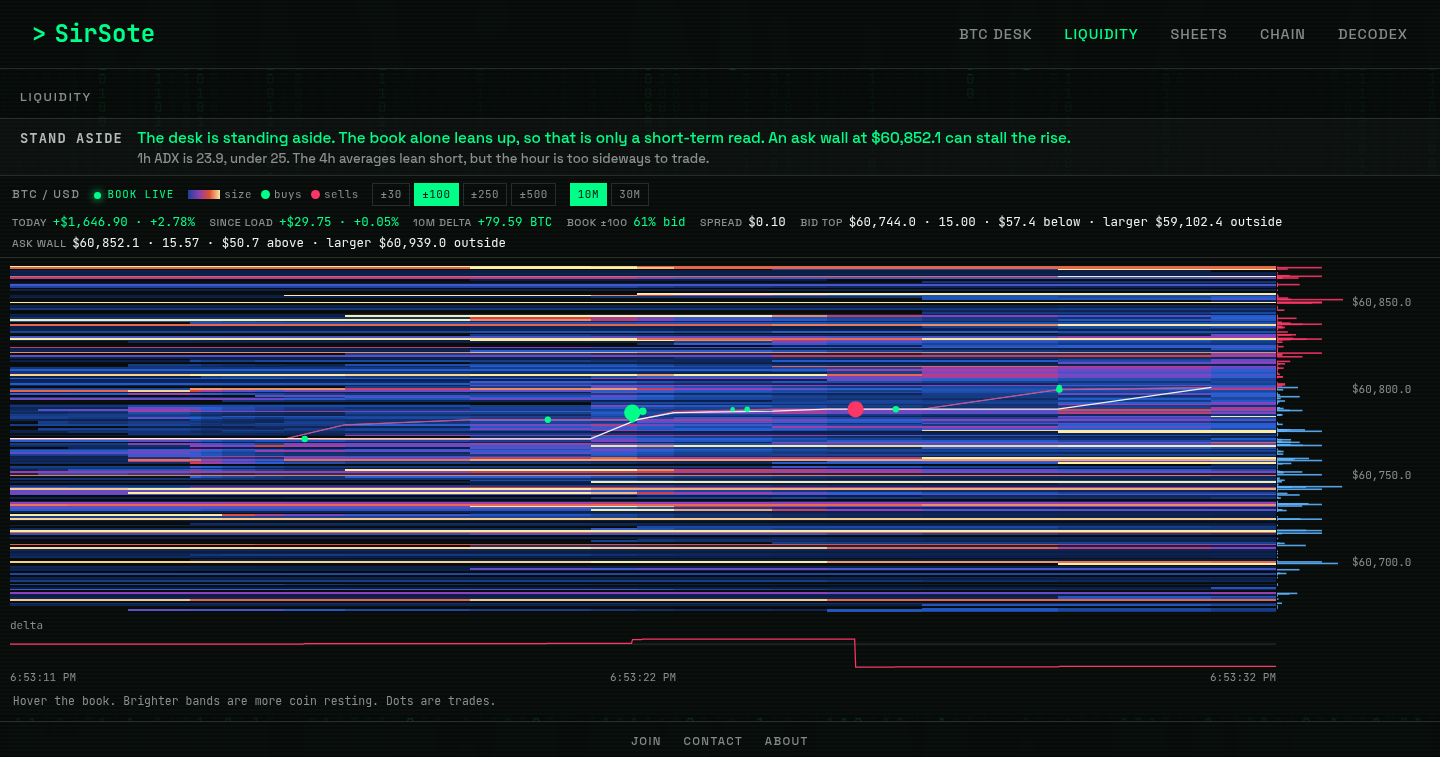 > SirSote
BTC DESK LIQUIDITY SHEETS CHAIN DECODEX
LIQUIDITY
STAND ASIDE The desk is standing aside. The book alone leans up, so that is only a short-term read. An ask wall at $60,852.1 can stall the rise.
1h ADX is 23.9, under 25. The 4h averages lean short, but the hour is too sideways to trade.
BTC / USD BOOK LIVE size buys sells ±30 ±100 ±250 ±500 10M 30M
TODAY +$1,646.90 · +2.78% SINCE LOAD +$29.75 · +0.05% 10M DELTA +79.59 BTC BOOK ±100 61% bid SPREAD $0.10 BID TOP $60,744.0 · 15.00 · $57.4 below · larger $59,102.4 outside
ASK WALL $60,852.1 · 15.57 · $50.7 above · larger $60,939.0 outside
$60,850.0
$60,800.0
$60,750.0
$60,700.0
delta
6:53:11 PM 6:53:22 PM 6:53:32 PM
Hover the book. Brighter bands are more coin resting. Dots are trades.
JOIN CONTACT ABOUT